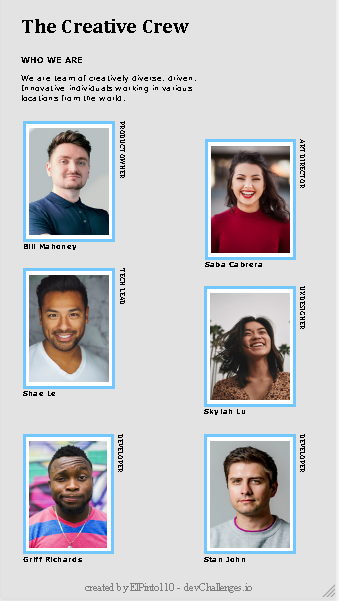 The Creative Crew
WHO WE ARE
We are team of creatively diverse. driven.
Innovative individuals working in various
locations from the world.
PRODUCT OWNER
Bill Mahoney
ART DIRECTOR
Saba Cabrera
TECH LEAD
Shae Le
UX DESIGNER
Skylah Lu
DEVELOPER
Griff Richards
DEVELOPER
Stan John
created by ElPinto110 - devChallenges.io